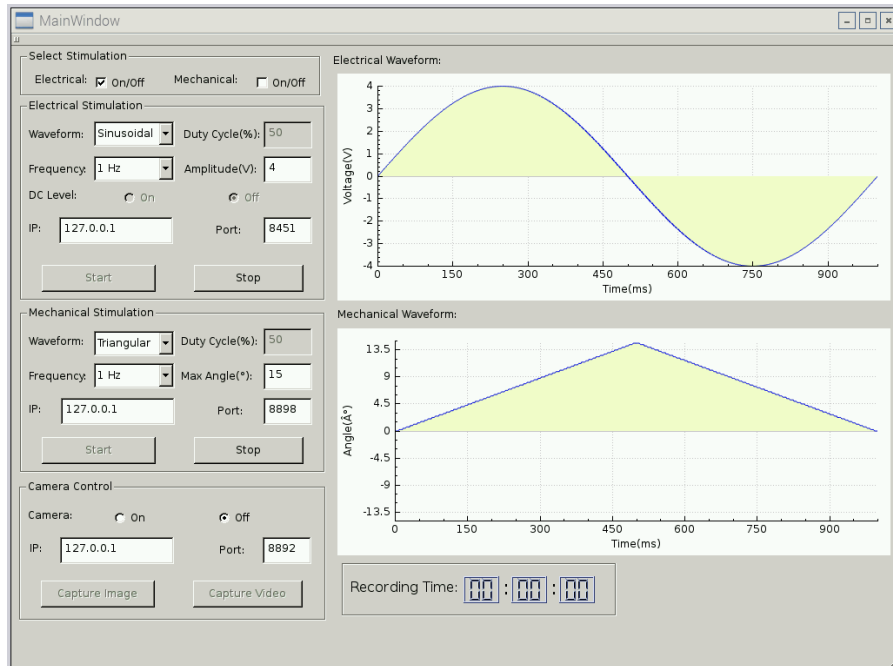 MainWindow
Select Stimulation
Electrical: On/Off Mechanical: On/Off
Electrical Stimulation
Waveform: Sinusoidal Duty Cycle(%): 50
Frequency: 1 Hz Amplitude(V): 4
DC Level: On Off
IP: 127.0.0.1 Port: 8451
Start Stop
Mechanical Stimulation
Waveform: Triangular Duty Cycle(%): 50
Frequency: 1 Hz Max Angle(°): 15
IP: 127.0.0.1 Port: 8898
Start Stop
Camera Control
Camera: On Off
IP: 127.0.0.1 Port: 8892
Capture Image Capture Video
Electrical Waveform:
Voltage(V)
4
3
2
1
0
-1
-2
-3
-4
0 150 300 450 600 750 900
Time(ms)
Mechanical Waveform:
Angle(Â°)
13.5
9
4.5
0
-4.5
-9
-13.5
0 150 300 450 600 750 900
Time(ms)
Recording Time: 00:00:00